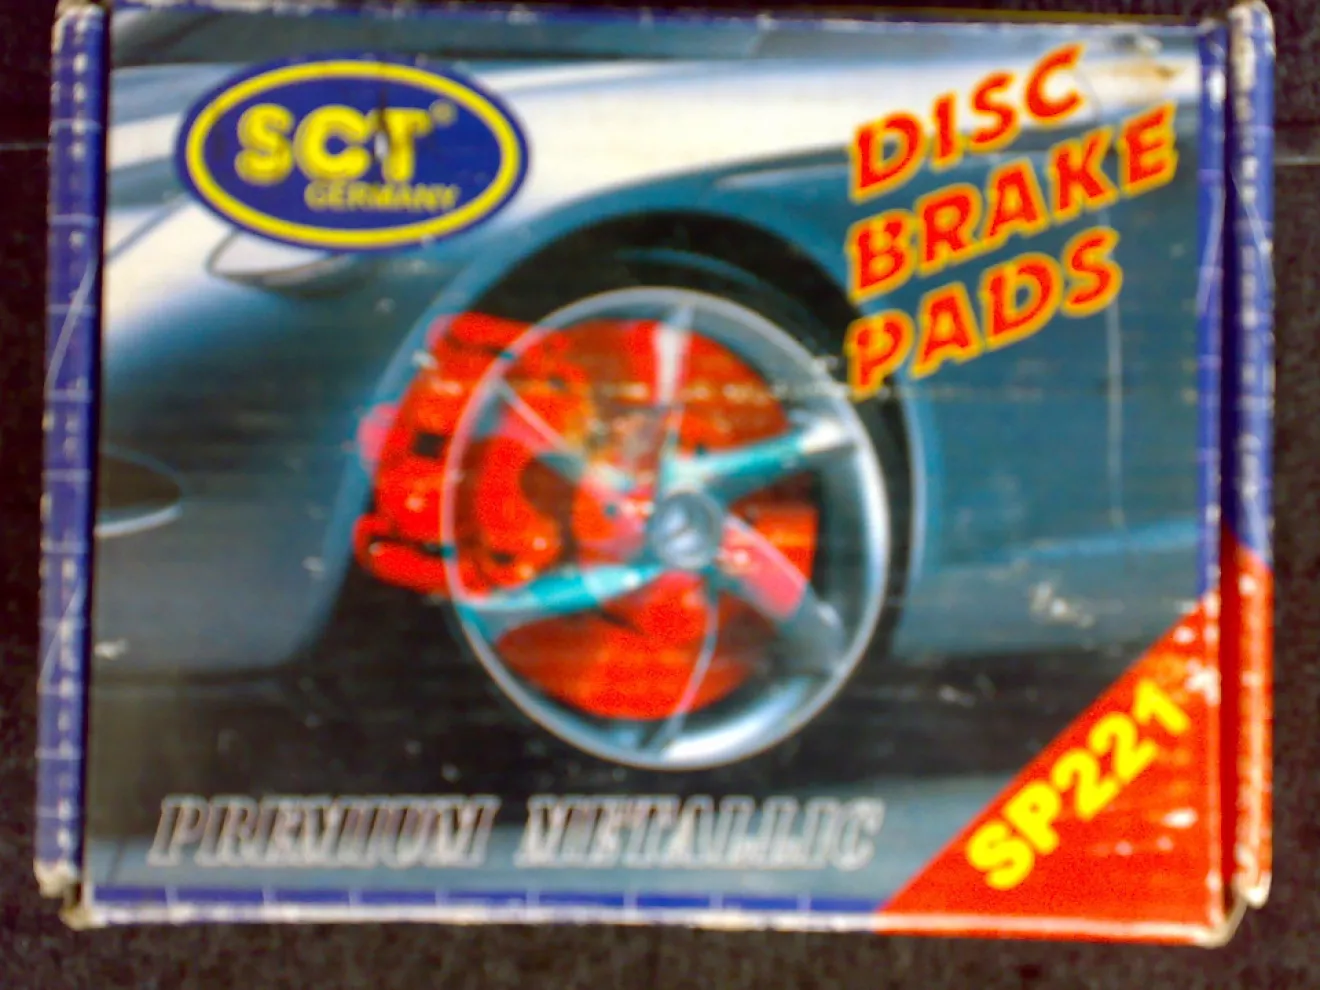 SCT
GERMANY
DISC
BRAKE
PADS
PREMIUM METALLIC
SP221